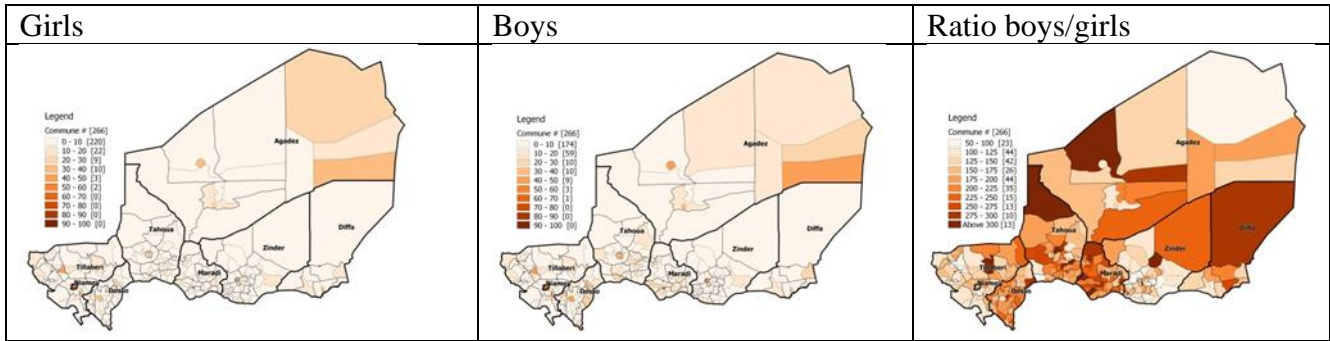 Girls
Boys
Ratio boys/girls
Legend
Commune # [266]
0 - 10 [220]
10 - 20 [22]
20 - 30 [9]
30 - 40 [10]
40 - 50 [3]
50 - 60 [2]
60 - 70 [0]
70 - 80 [0]
80 - 90 [0]
90 - 100 [0]
Agadez
Tahoua
Diffa
Zinder
Maradi
Tillaberi
Niamey
Dosso
Legend
Commune # [266]
0 - 10 [174]
10 - 20 [59]
20 - 30 [10]
30 - 40 [10]
40 - 50 [9]
50 - 60 [3]
60 - 70 [1]
70 - 80 [0]
80 - 90 [0]
90 - 100 [0]
Agadez
Tahoua
Diffa
Zinder
Maradi
Tillaberi
Niamey
Dosso
Legend
Commune # [266]
50 - 100 [23]
100 - 125 [44]
125 - 150 [42]
150 - 175 [26]
175 - 200 [44]
200 - 225 [35]
225 - 250 [15]
250 - 275 [13]
275 - 300 [10]
Above 300 [13]
Agadez
Tahoua
Diffa
Zinder
Maradi
Tillaberi
Niamey
Dosso